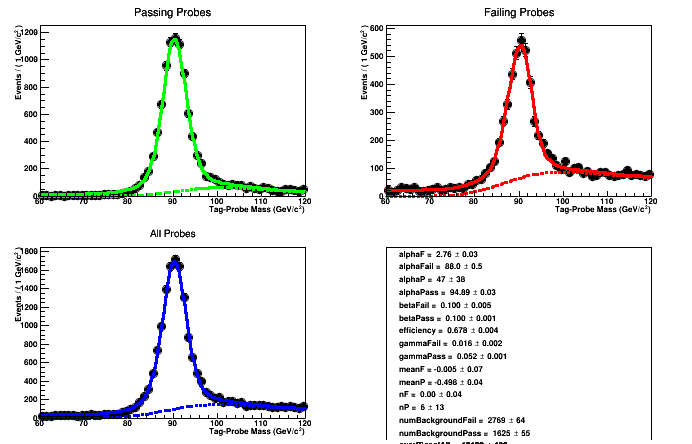 Passing Probes
Events / ( 1 GeV/c² )
1200
1000
800
600
400
200
0
60 70 80 90 100 110 120
Tag-Probe Mass (GeV/c²)
Failing Probes
Events / ( 1 GeV/c² )
600
500
400
300
200
100
0
60 70 80 90 100 110 120
Tag-Probe Mass (GeV/c²)
All Probes
Events / ( 1 GeV/c² )
1800
1600
1400
1200
1000
800
600
400
200
0
60 70 80 90 100 110 120
Tag-Probe Mass (GeV/c²)
alphaF = 2.76 ± 0.03
alphaFail = 88.0 ± 0.5
alphaP = 47 ± 38
alphaPass = 94.89 ± 0.03
betaFail = 0.100 ± 0.005
betaPass = 0.100 ± 0.001
efficiency = 0.678 ± 0.004
gammaFail = 0.016 ± 0.002
gammaPass = 0.052 ± 0.001
meanF = -0.005 ± 0.07
meanP = -0.498 ± 0.04
nF = 0.00 ± 0.04
nP = 6 ± 13
numBackgroundFail = 2769 ± 64
numBackgroundPass = 1625 ± 55